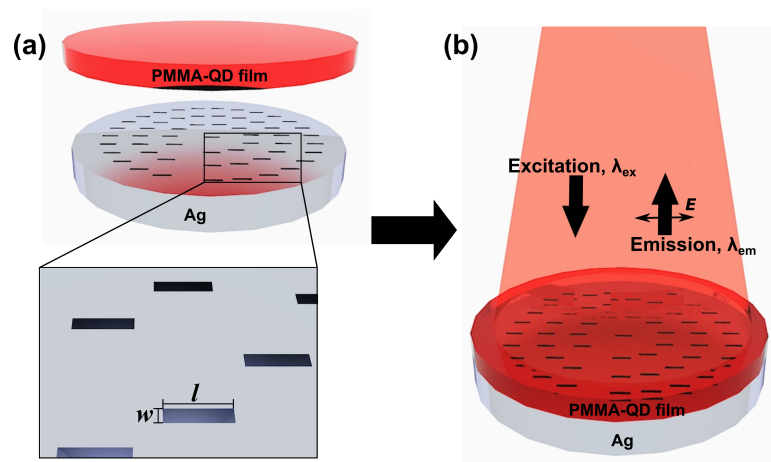 (a)
PMMA-QD film
Ag
l
w
(b)
Excitation, λex
E
Emission, λem
PMMA-QD film
Ag